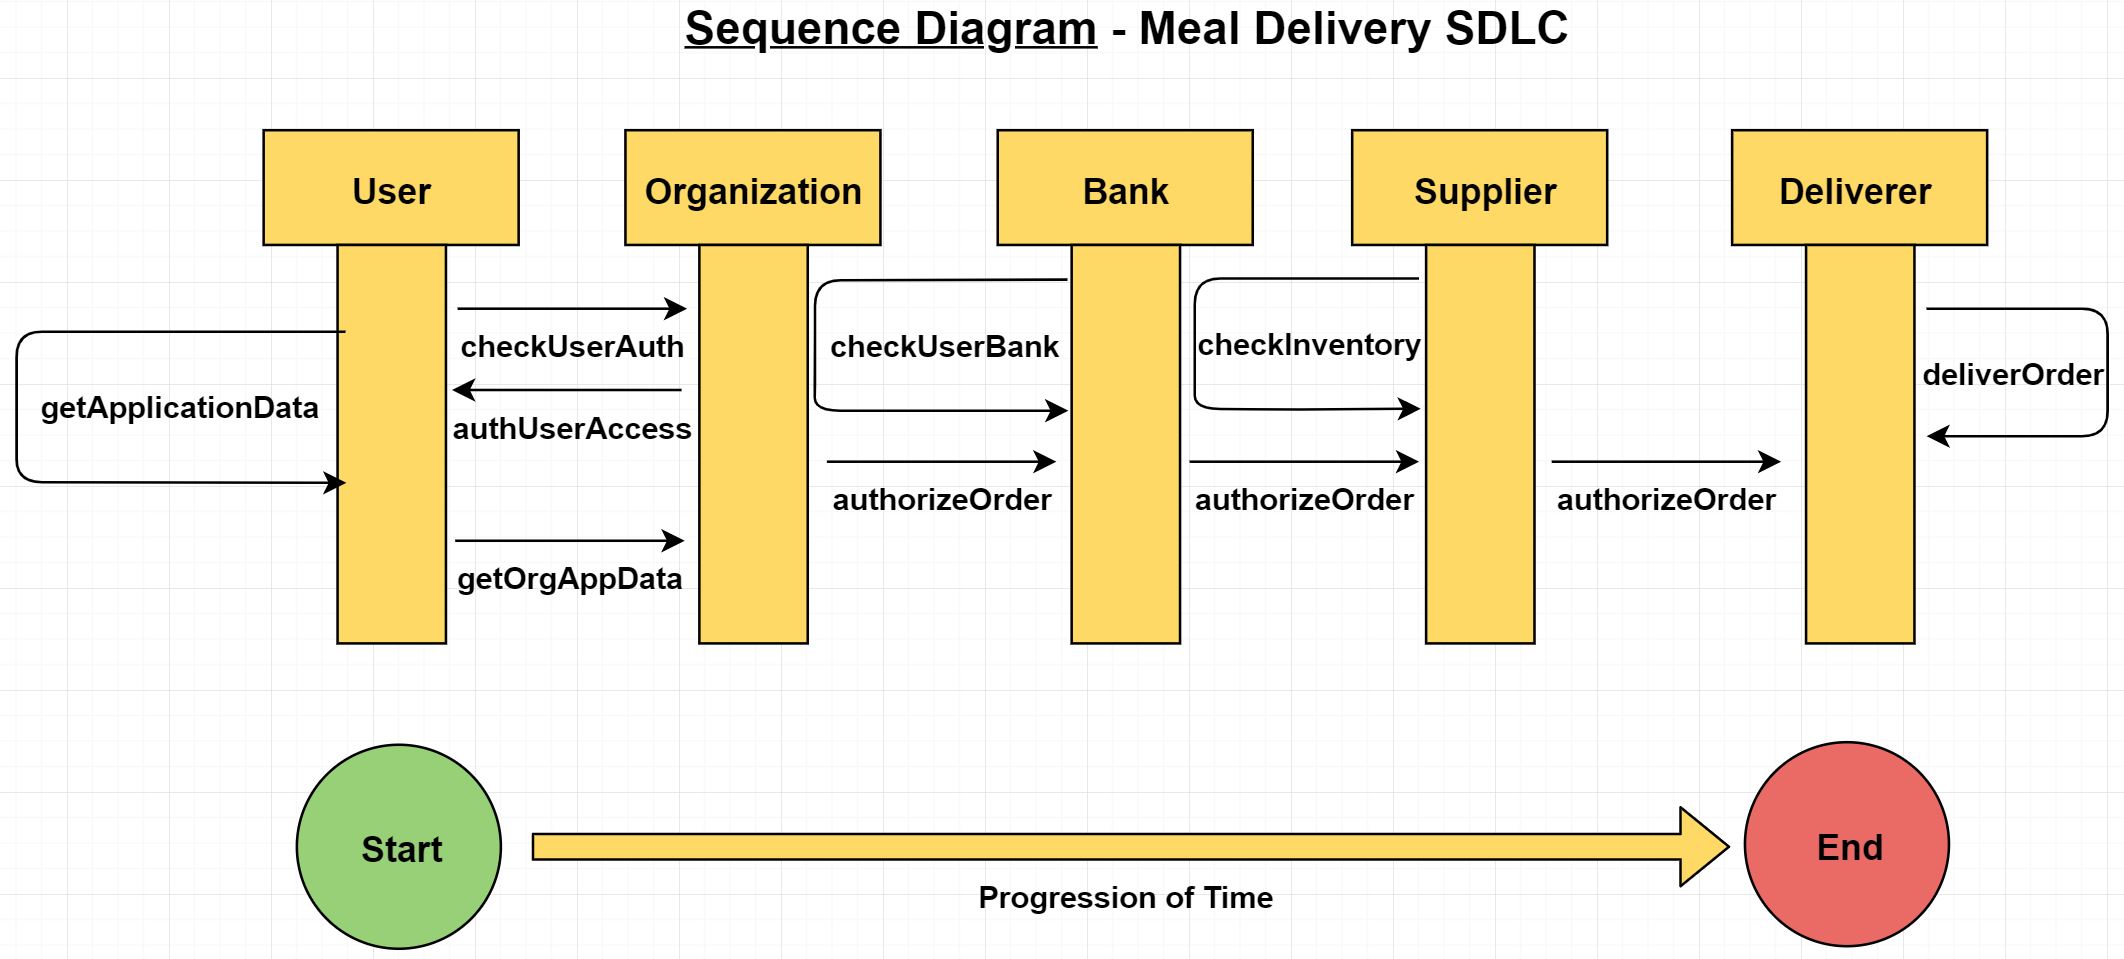 Sequence Diagram - Meal Delivery SDLC
User
Organization
Bank
Supplier
Deliverer
checkUserAuth
checkUserBank
checkInventory
deliverOrder
getApplicationData
authUserAccess
authorizeOrder
authorizeOrder
authorizeOrder
getOrgAppData
Start
End
Progression of Time